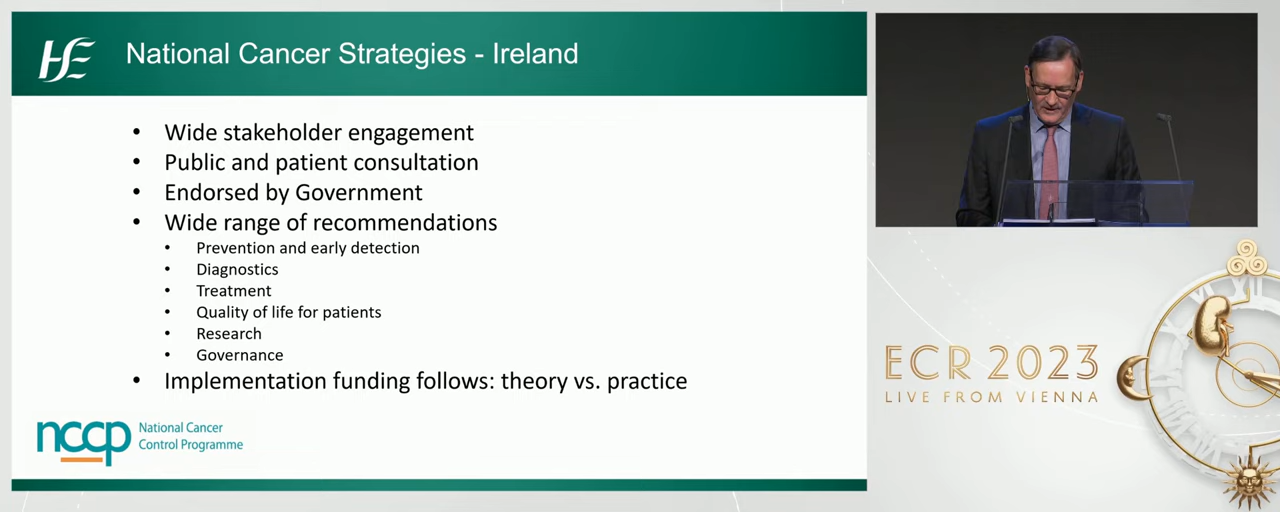 National Cancer Strategies - Ireland
• Wide stakeholder engagement
• Public and patient consultation
• Endorsed by Government
• Wide range of recommendations
• Prevention and early detection
• Diagnostics
• Treatment
• Quality of life for patients
• Research
• Governance
• Implementation funding follows: theory vs. practice
nccp
National Cancer
Control Programme
ECR 2023
LIVE FROM VIENNA